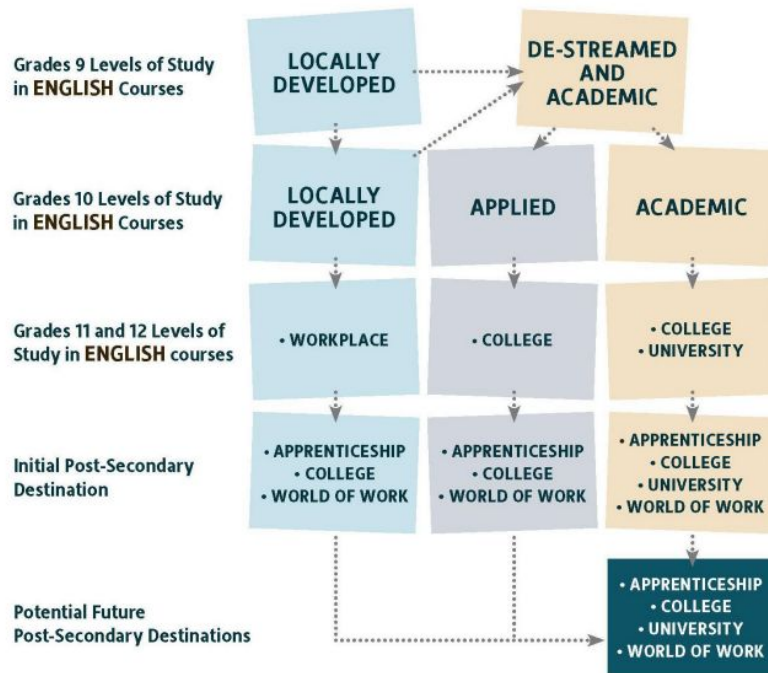 Grades 9 Levels of Study
in ENGLISH Courses
LOCALLY
DEVELOPED
DE-STREAMED
AND
ACADEMIC
Grades 10 Levels of Study
in ENGLISH Courses
LOCALLY
DEVELOPED
APPLIED
ACADEMIC
Grades 11 and 12 Levels of
Study in ENGLISH courses
• WORKPLACE
• COLLEGE
• COLLEGE
• UNIVERSITY
Initial Post-Secondary
Destination
• APPRENTICESHIP
• COLLEGE
• WORLD OF WORK
• APPRENTICESHIP
• COLLEGE
• WORLD OF WORK
• APPRENTICESHIP
• COLLEGE
• UNIVERSITY
• WORLD OF WORK
Potential Future
Post-Secondary Destinations
• APPRENTICESHIP
• COLLEGE
• UNIVERSITY
• WORLD OF WORK